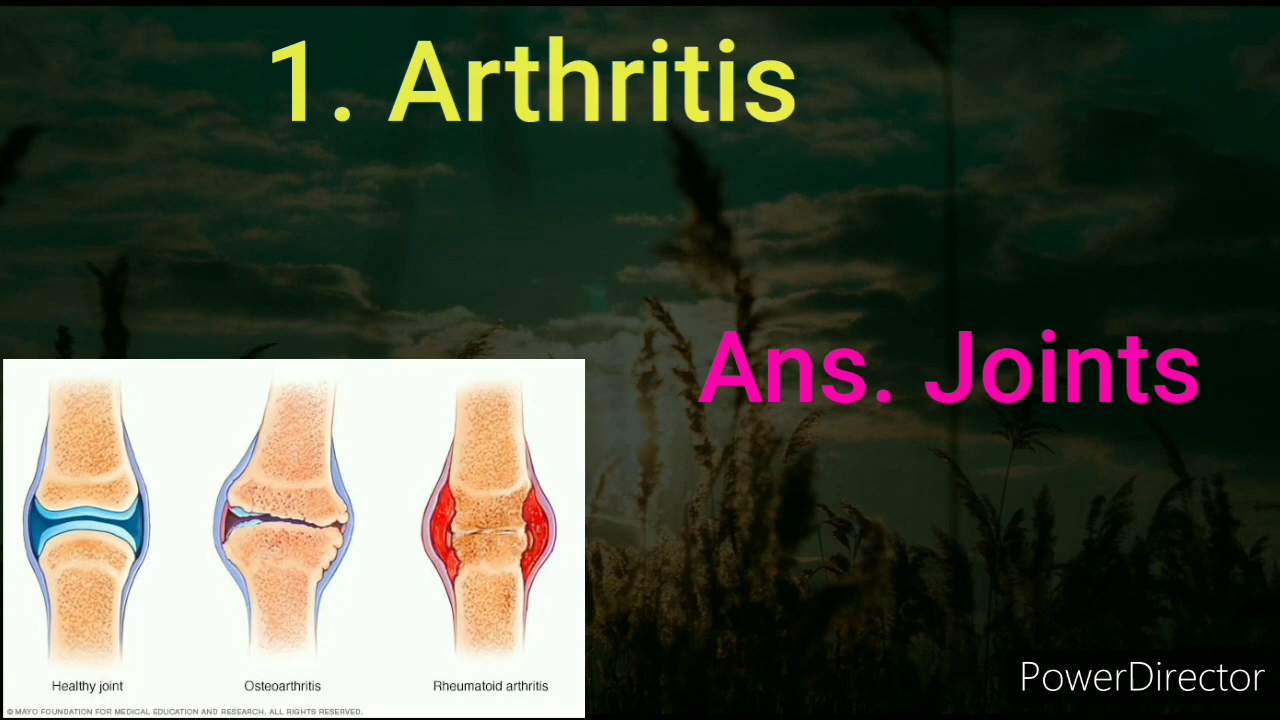 1. Arthritis
Ans. Joints
Healthy joint
Osteoarthritis
Rheumatoid arthritis
© MAYO FOUNDATION FOR MEDICAL EDUCATION AND RESEARCH. ALL RIGHTS RESERVED.
PowerDirector